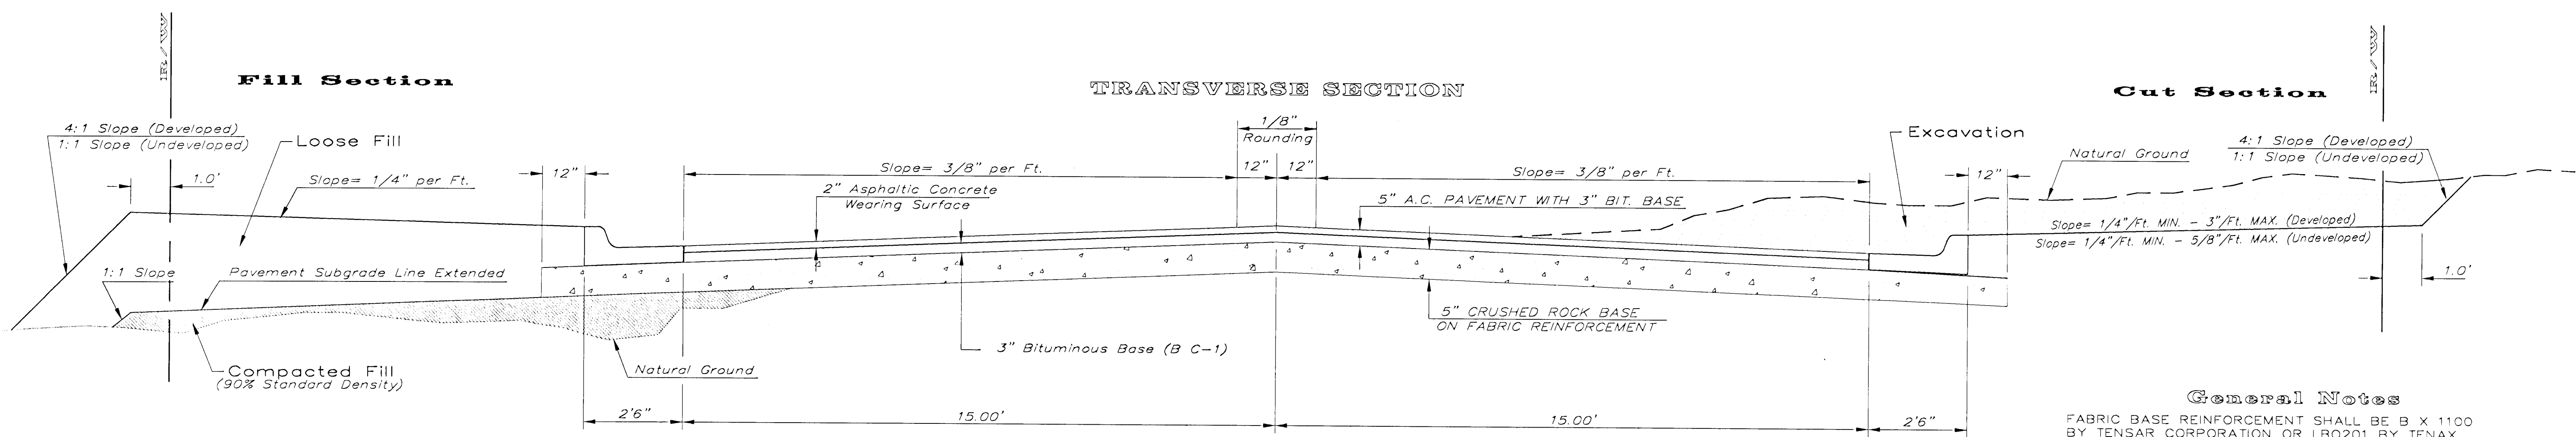 R/W
R/W
Fill Section
TRANSVERSE SECTION
Cut Section
4:1 Slope (Developed)
1:1 Slope (Undeveloped)
Loose Fill
1.0'
Slope= 1/4" per Ft.
12"
Slope= 3/8" per Ft.
1/8"
Rounding
12"
12"
Slope= 3/8" per Ft.
Excavation
Natural Ground
4:1 Slope (Developed)
1:1 Slope (Undeveloped)
12"
2" Asphaltic Concrete
Wearing Surface
5" A.C. PAVEMENT WITH 3" BIT. BASE
Slope= 1/4"/Ft. MIN. - 3"/Ft. MAX. (Developed)
Slope= 1/4"/Ft. MIN. - 5/8"/Ft. MAX. (Undeveloped)
1:1 Slope
Pavement Subgrade Line Extended
1.0'
5" CRUSHED ROCK BASE
ON FABRIC REINFORCEMENT
3" Bituminous Base (B C-1)
Compacted Fill
(90% Standard Density)
Natural Ground
2'6"
15.00'
15.00'
2'6"
General Notes
FABRIC BASE REINFORCEMENT SHALL BE B X 1100
BY TENSAR CORPORATION OR LBO201 BY TENAX